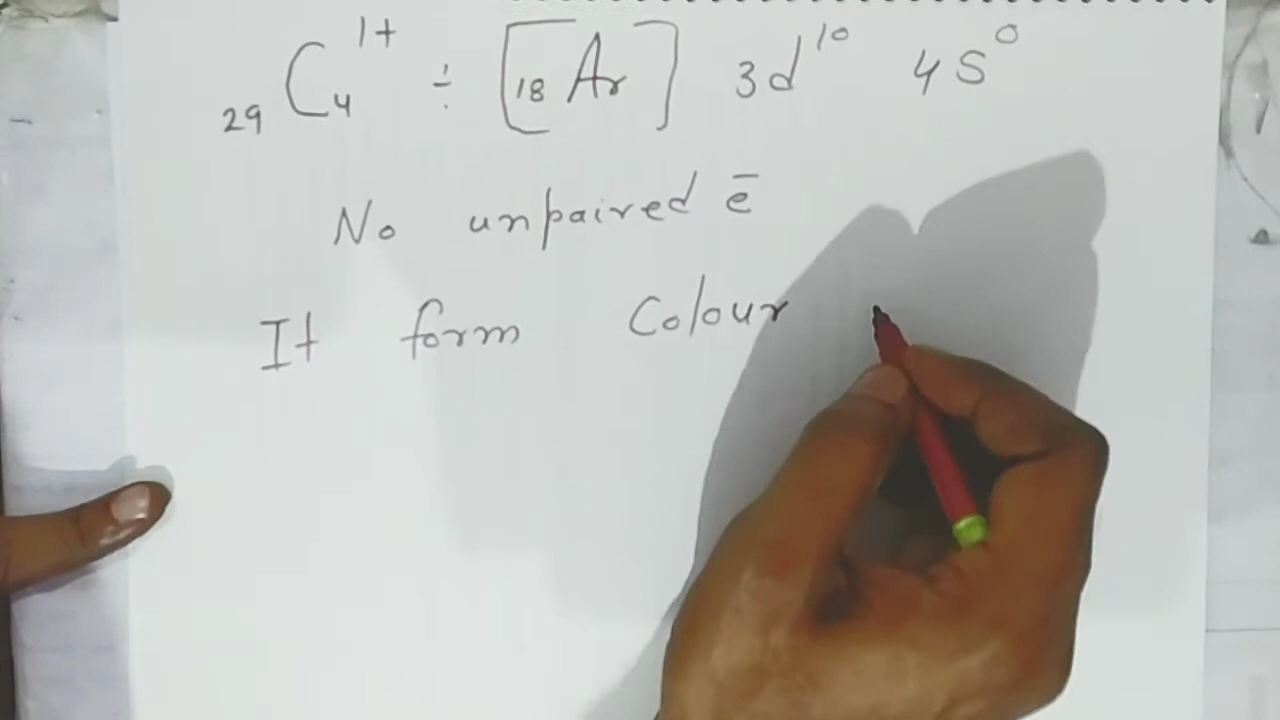 ₂₉Cu¹⁺ ÷ [₁₈Ar] 3d¹⁰ 4s⁰
No unpaired ē
It form Colour